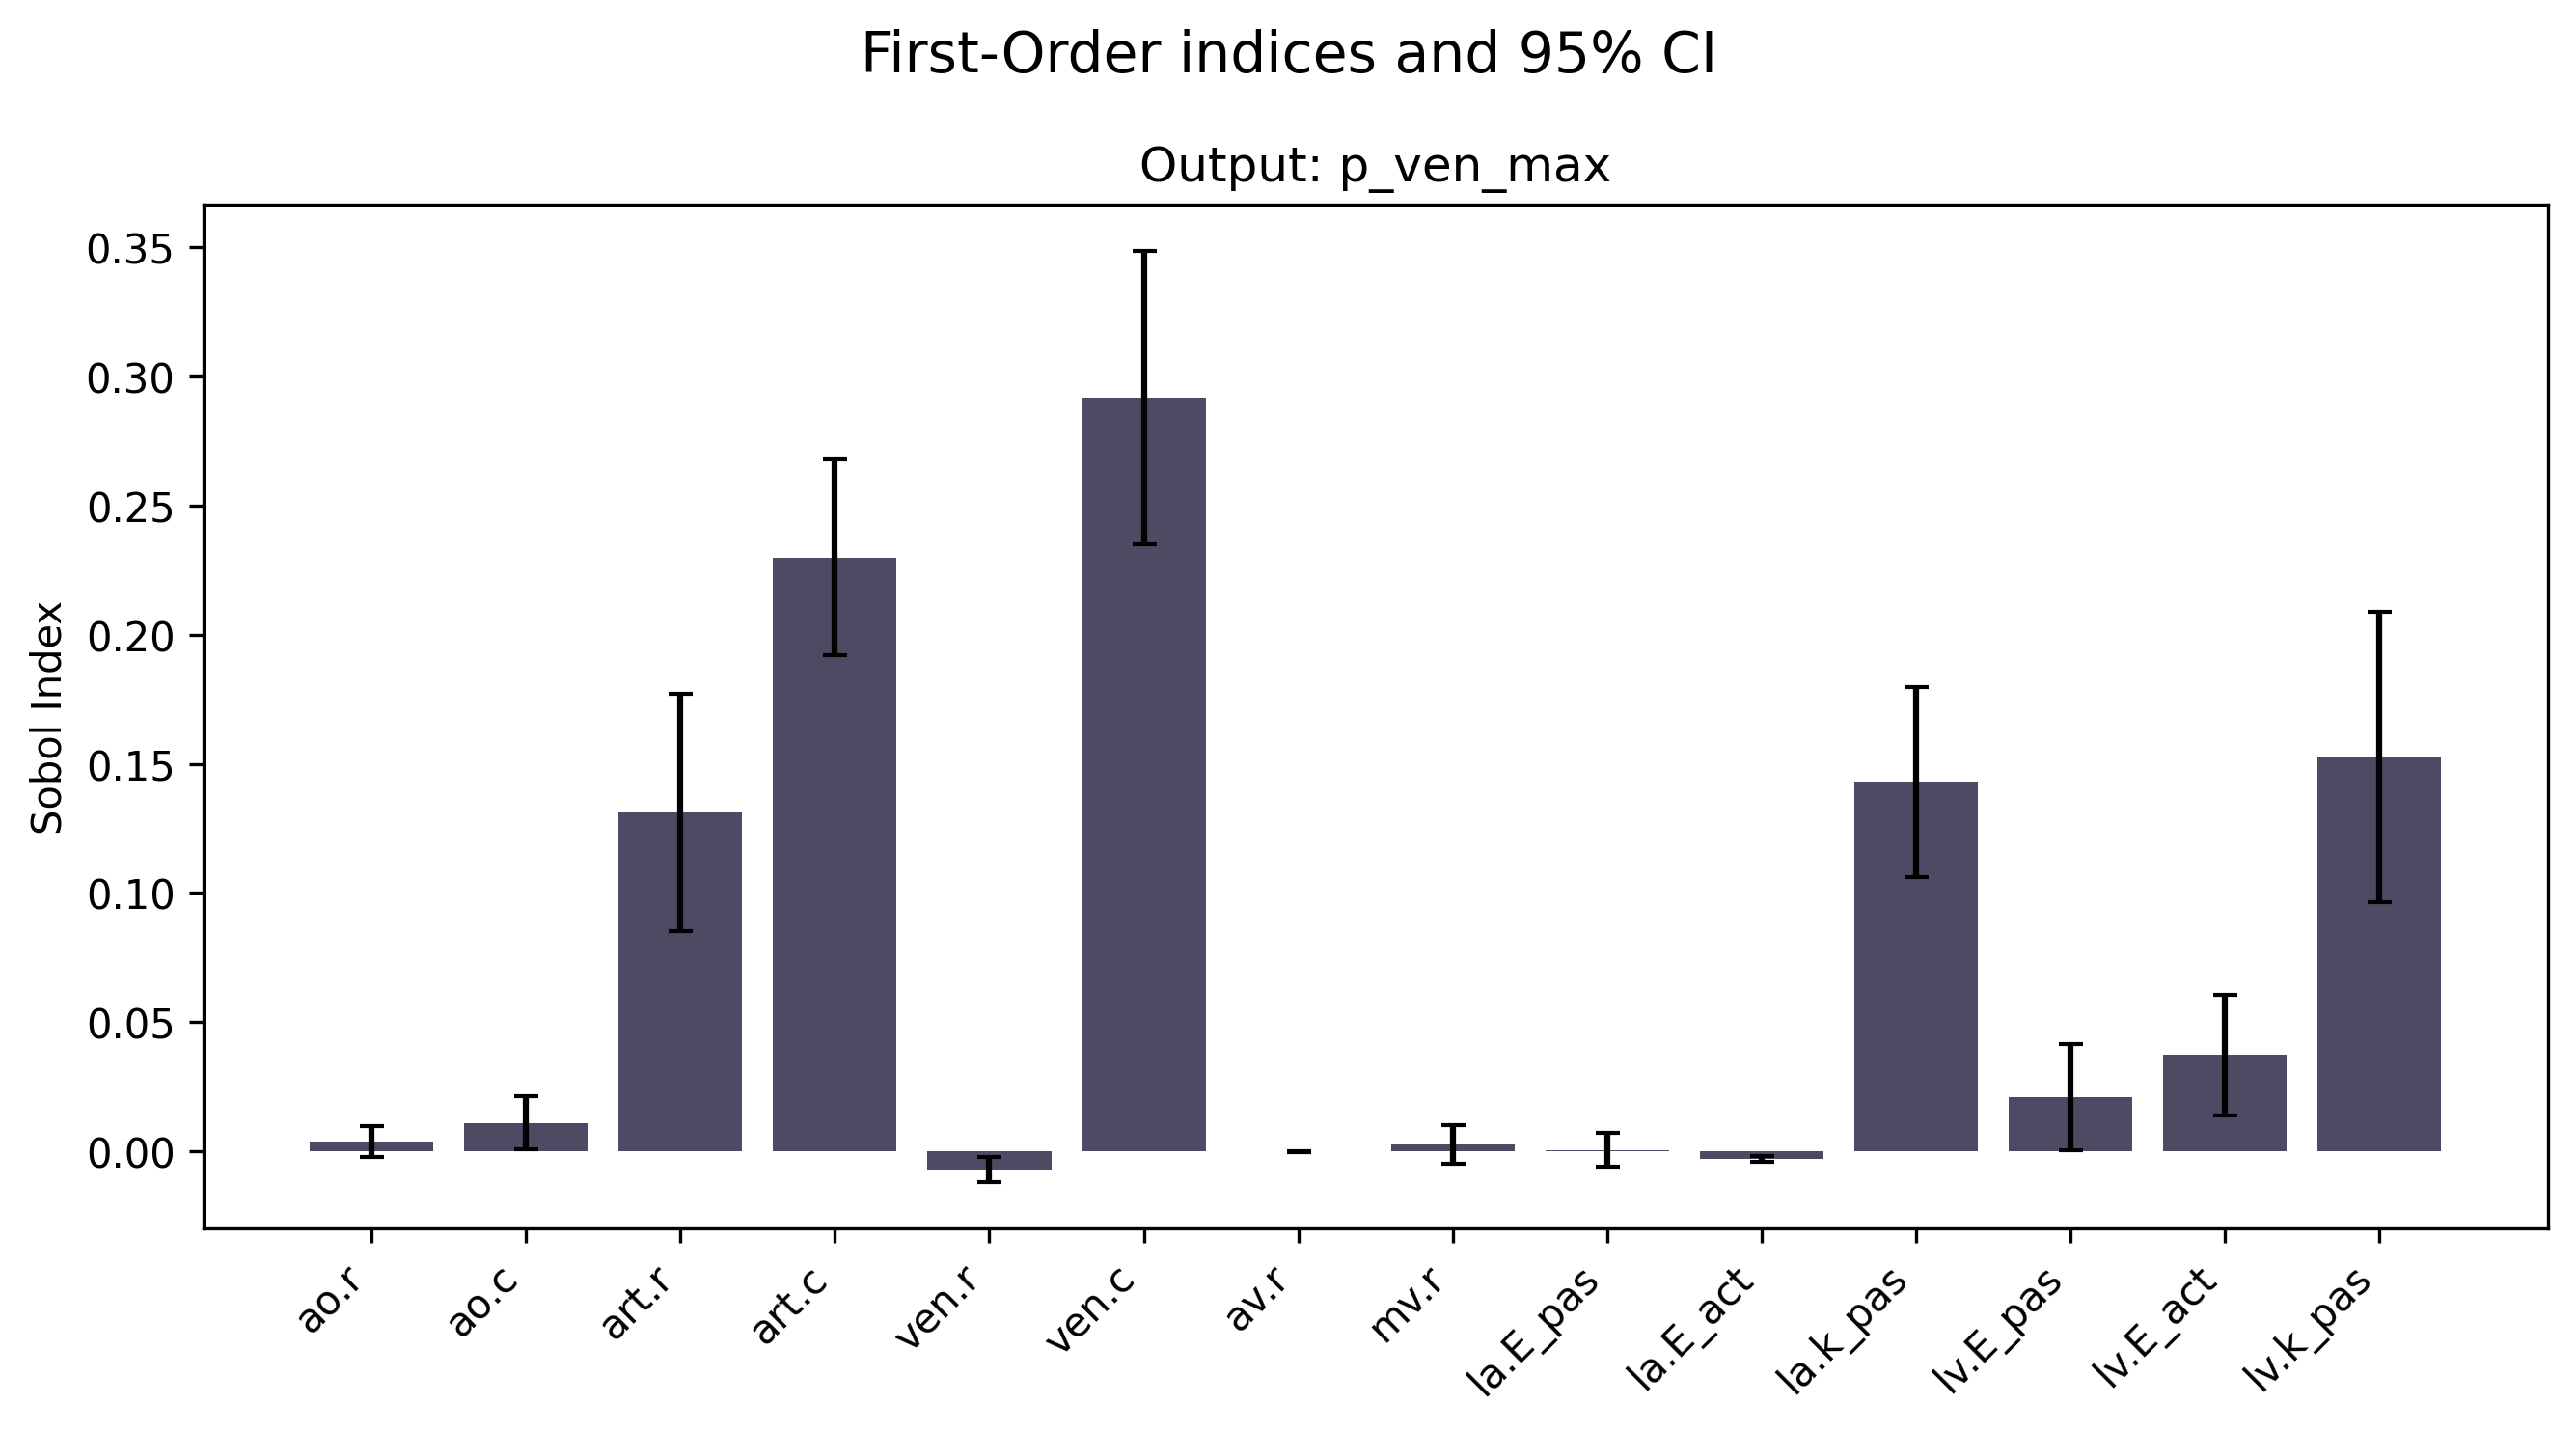 First-Order indices and 95% CI
Output: p_ven_max
Sobol Index
0.35
0.30
0.25
0.20
0.15
0.10
0.05
0.00
ao.r
ao.c
art.r
art.c
ven.r
ven.c
av.r
mv.r
la.E_pas
la.E_act
la.k_pas
lv.E_pas
lv.E_act
lv.k_pas